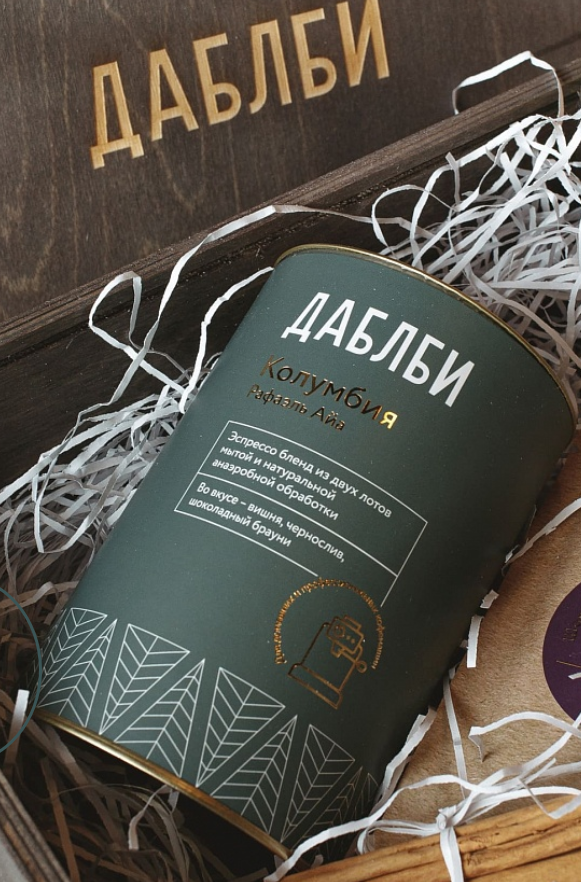 ДАБЛБИ
ДАБЛБИ
Колумбия
Рафаэль Айа
Эспрессо бленд из двух лотов
мытой и натуральной
анаэробной обработки
Во вкусе – вишня, чернослив,
шоколадный брауни